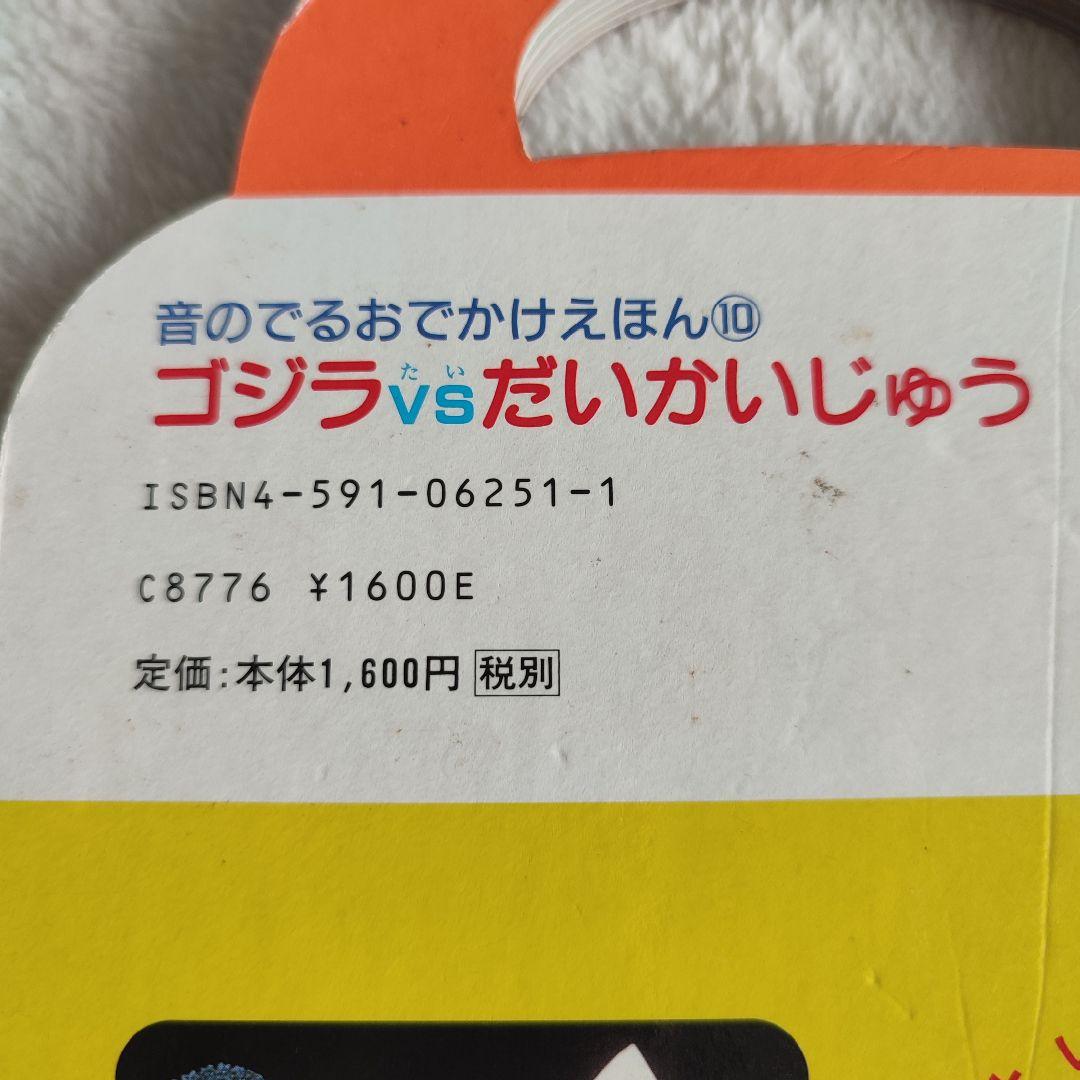 音のでるおでかけえほん⑩
たい
ゴジラvsだいかいじゅう
ISBN4-591-06251-1
C8776 ¥1600E
定価:本体1,600円 税別